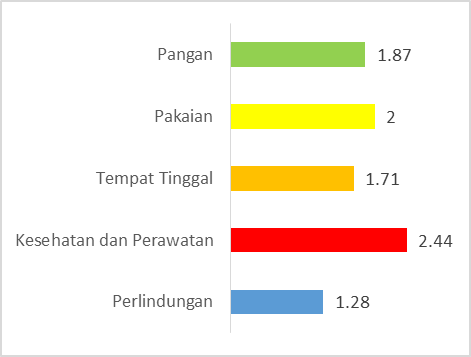 Pangan 1.87
Pakaian 2
Tempat Tinggal 1.71
Kesehatan dan Perawatan 2.44
Perlindungan 1.28